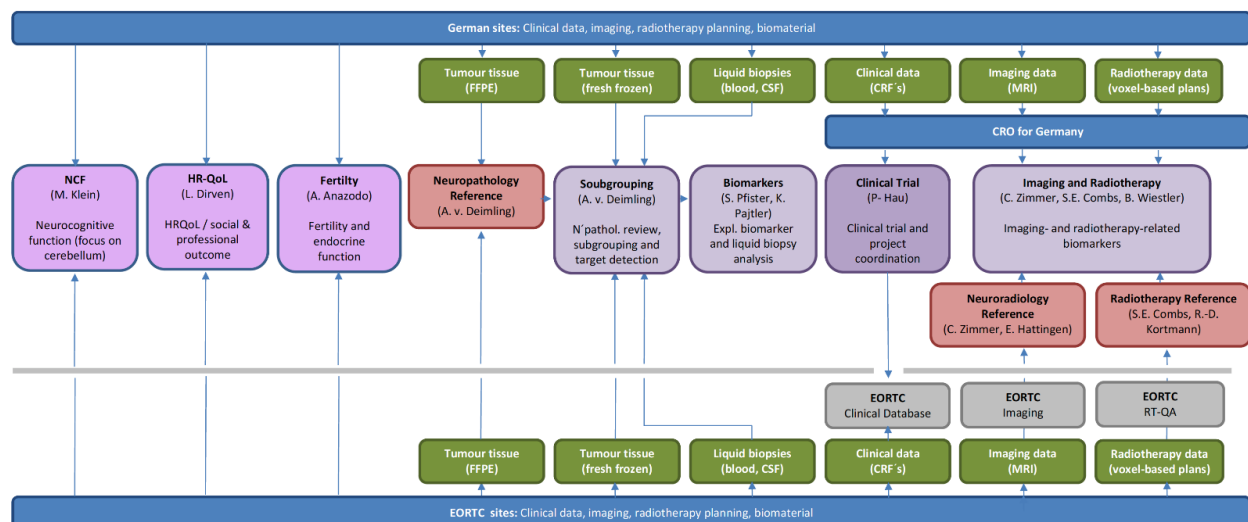 German sites: Clinical data, imaging, radiotherapy planning, biomaterial
Tumour tissue
(FFPE)
Tumour tissue
(fresh frozen)
Liquid biopsies
(blood, CSF)
Clinical data
(CRF´s)
Imaging data
(MRI)
Radiotherapy data
(voxel-based plans)
CRO for Germany
NCF
(M. Klein)
Neurocognitive
function (focus on
cerebellum)
HR-QoL
(L. Dirven)
HRQoL / social &
professional
outcome
Fertilty
(A. Anazodo)
Fertility and
endocrine
function
Neuropathology
Reference
(A. v. Deimling)
Soubgrouping
(A. v. Deimling)
N´pathol. review,
subgrouping and
target detection
Biomarkers
(S. Pfister, K.
Pajtler)
Expl. biomarker
and liquid biopsy
analysis
Clinical Trial
(P- Hau)
Clinical trial and
project
coordination
Imaging and Radiotherapy
(C. Zimmer, S.E. Combs, B. Wiestler)
Imaging- and radiotherapy-related
biomarkers
Neuroradiology
Reference
(C. Zimmer, E. Hattingen)
Radiotherapy Reference
(S.E. Combs, R.-D.
Kortmann)
EORTC
Clinical Database
EORTC
Imaging
EORTC
RT-QA
Tumour tissue
(FFPE)
Tumour tissue
(fresh frozen)
Liquid biopsies
(blood, CSF)
Clinical data
(CRF´s)
Imaging data
(MRI)
Radiotherapy data
(voxel-based plans)
EORTC sites: Clinical data, imaging, radiotherapy planning, biomaterial